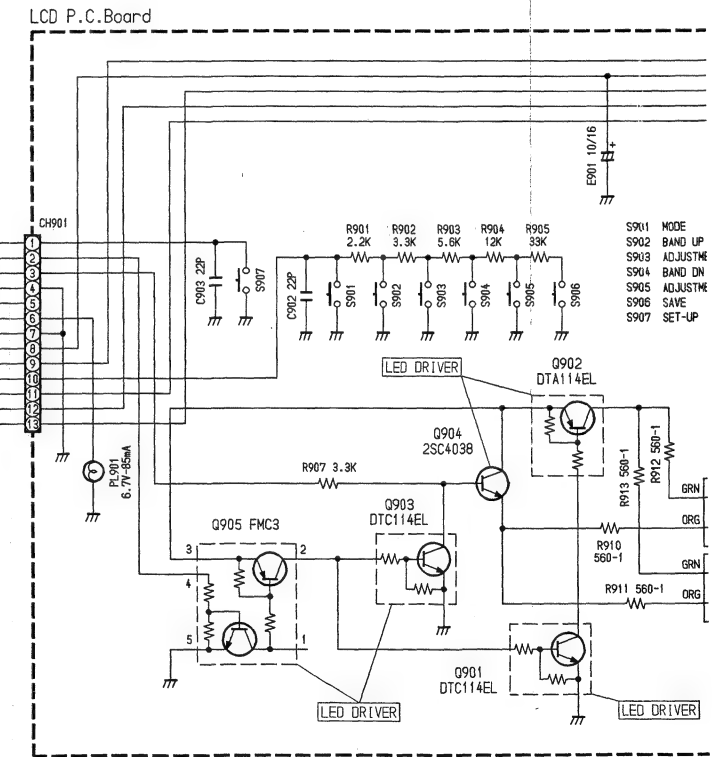 LCD P.C.Board
E901 10/16
CH901
1
2
3
4
5
6
7
8
9
10
11
12
13
C903 22P
S907
C902 22P
R901
2.2K
R902
3.3K
R903
5.6K
R904
12K
R905
33K
S901
S902
S903
S904
S905
S906
S901 MODE
S902 BAND UP
S903 ADJUSTME
S904 BAND DN
S905 ADJUSTME
S906 SAVE
S907 SET-UP
LED DRIVER
Q902
DTA114EL
Q904
2SC4038
PL901
6.7V-85mA
R907 3.3K
Q903
DTC114EL
Q905 FMC3
3
2
4
5
1
R913 560-1
R912 560-1
GRN
ORG
R910
560-1
GRN
R911 560-1
ORG
Q901
DTC114EL
LED DRIVER
LED DRIVER